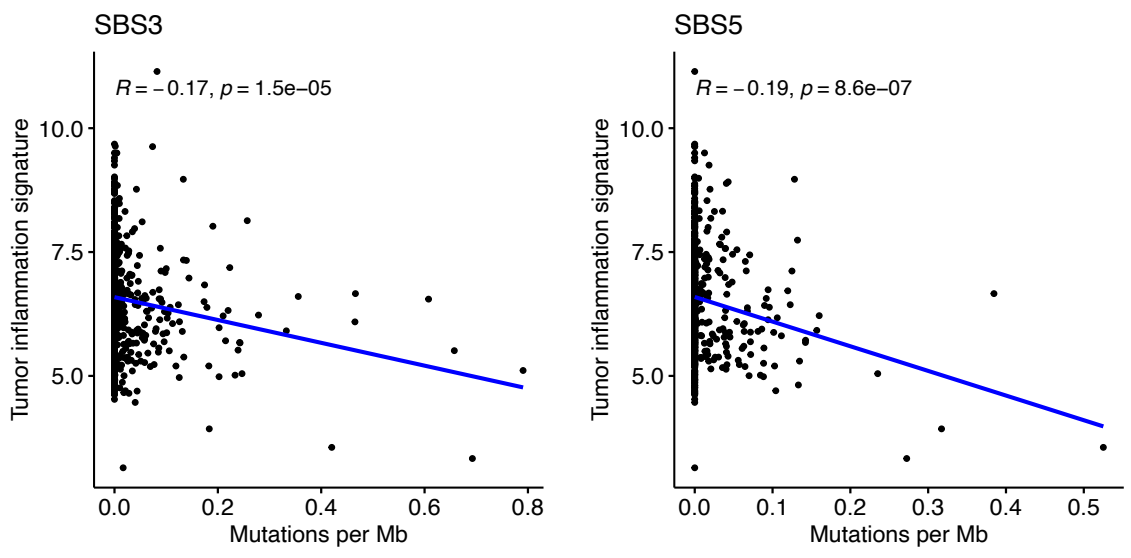 SBS3
R = −0.17, p = 1.5e−05
Tumor inflammation signature
10.0
7.5
5.0
0.0 0.2 0.4 0.6 0.8
Mutations per Mb
SBS5
R = −0.19, p = 8.6e−07
Tumor inflammation signature
10.0
7.5
5.0
0.0 0.1 0.2 0.3 0.4 0.5
Mutations per Mb